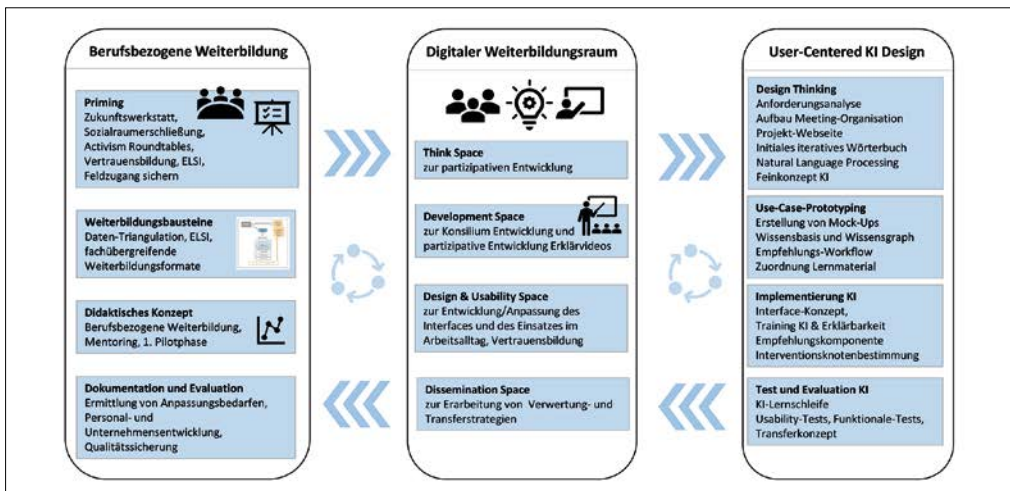 Berufsbezogene Weiterbildung
Priming
Zukunftswerkstatt,
Sozialraumerschließung,
Activism Roundtables,
Vertrauensbildung, ELSI,
Feldzugang sichern
Weiterbildungsbausteine
Daten-Triangulation, ELSI,
fachübergreifende
Weiterbildungsformate
Didaktisches Konzept
Berufsbezogene Weiterbildung,
Mentoring, 1. Pilotphase
Dokumentation und Evaluation
Ermittlung von Anpassungsbedarfen,
Personal- und
Unternehmensentwicklung,
Qualitätssicherung
Digitaler Weiterbildungsraum
Think Space
zur partizipativen Entwicklung
Development Space
zur Konsilium Entwicklung und
partizipative Entwicklung Erklärvideos
Design & Usability Space
zur Entwicklung/Anpassung des
Interfaces und des Einsatzes im
Arbeitsalltag, Vertrauensbildung
Dissemination Space
zur Erarbeitung von Verwertung- und
Transferstrategien
User-Centered KI Design
Design Thinking
Anforderungsanalyse
Aufbau Meeting-Organisation
Projekt-Webseite
Initiales iteratives Wörterbuch
Natural Language Processing
Feinkonzept KI
Use-Case-Prototyping
Erstellung von Mock-Ups
Wissensbasis und Wissensgraph
Empfehlungs-Workflow
Zuordnung Lernmaterial
Implementierung KI
Interface-Konzept,
Training KI & Erklärbarkeit
Empfehlungskomponente
Interventionsknotenbestimmung
Test und Evaluation KI
KI-Lernschleife
Usability-Tests, Funktionale-Tests,
Transferkonzept